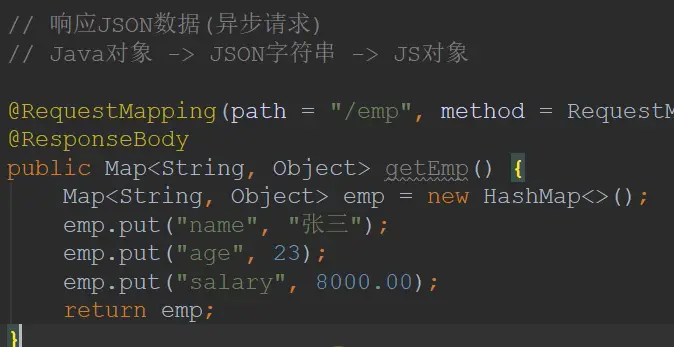 // 响应JSON数据(异步请求)
// Java对象 -> JSON字符串 -> JS对象
@RequestMapping(path = "/emp", method = RequestM
@ResponseBody
public Map<String, Object> getEmp() {
Map<String, Object> emp = new HashMap<>();
emp.put("name", "张三");
emp.put("age", 23);
emp.put("salary", 8000.00);
return emp;
}